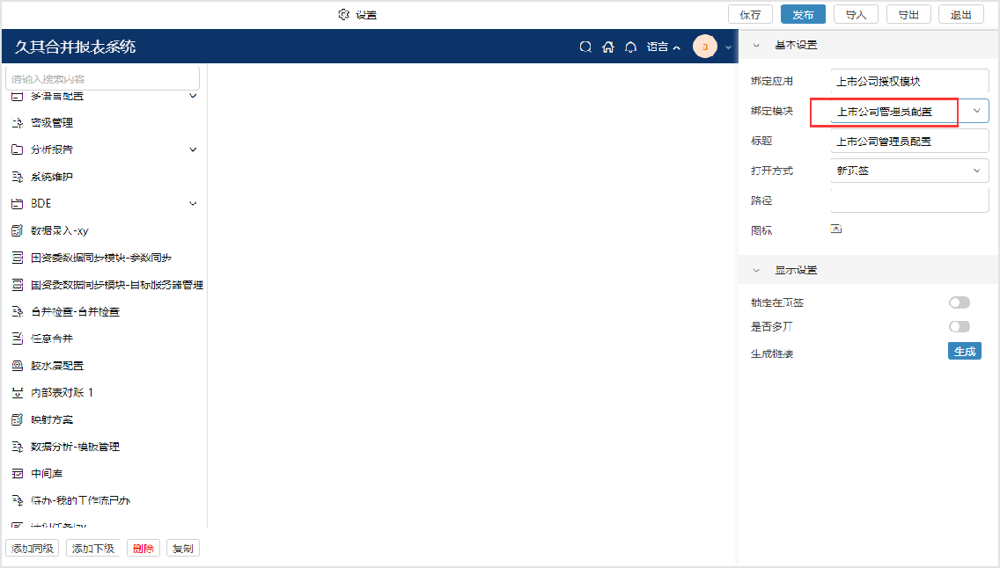 设置
保存
发布
导入
导出
退出
久其合并报表系统
语言
a
请输入搜索内容
多语言配置
密级管理
分析报告
系统维护
BDE
数据录入-xy
国资委数据同步模块-参数同步
国资委数据同步模块-目标服务器管理
合并检查-合并检查
任意合并
胶水层配置
内部表对账-1
映射方案
数据分析-模板管理
中间库
待办-我的工作流已办
添加同级
添加下级
删除
复制
基本设置
绑定应用
上市公司授权模块
绑定模块
上市公司管理员配置
标题
上市公司管理员配置
打开方式
新页签
路径
图标
显示设置
锁定在页签
是否多开
生成链接
生成